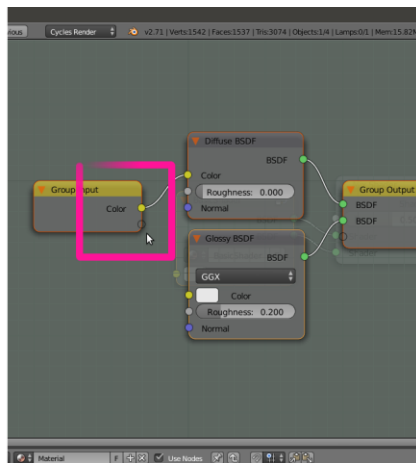 Cycles Render
v2.71 | Verts:1542 | Faces:1537 | Tris:3074 | Objects:1/4 | Lamps:0/1 | Mem:15.82
Diffuse BSDF
BSDF
Color
Roughness: 0.000
Normal
Group Input
Color
Group Output
BSDF
BSDF
Glossy BSDF
BSDF
GGX
Color
Roughness: 0.200
Normal
Material
F
Use Nodes